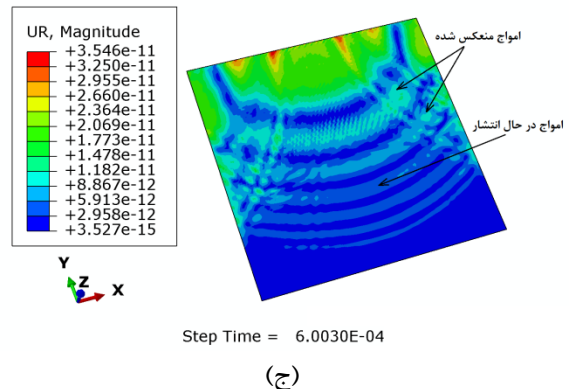 UR, Magnitude
+3.546e-11
+3.250e-11
+2.955e-11
+2.660e-11
+2.364e-11
+2.069e-11
+1.773e-11
+1.478e-11
+1.182e-11
+8.867e-12
+5.913e-12
+2.958e-12
+3.527e-15
امواج منعکس شده
امواج در حال انتشار
Y
Z
X
Step Time = 6.0030E-04
(ج)